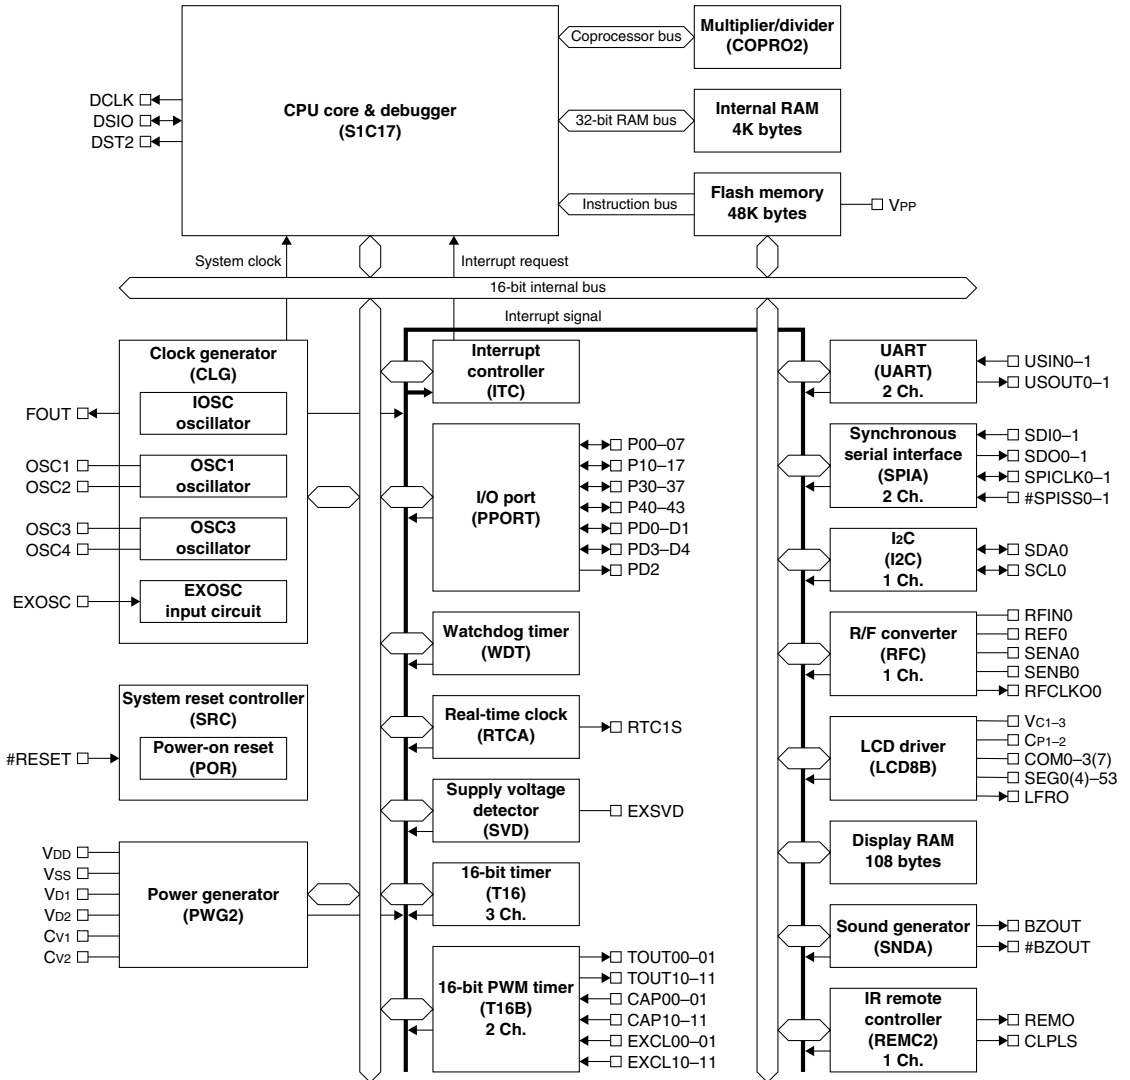 Coprocessor bus
Multiplier/divider
(COPRO2)
DCLK
DSIO
DST2
CPU core & debugger
(S1C17)
32-bit RAM bus
Internal RAM
4K bytes
Instruction bus
Flash memory
48K bytes
VPP
System clock
Interrupt request
16-bit internal bus
Interrupt signal
Clock generator
(CLG)
IOSC
oscillator
FOUT
OSC1
OSC2
OSC1
oscillator
OSC3
OSC4
OSC3
oscillator
EXOSC
EXOSC
input circuit
System reset controller
(SRC)
#RESET
Power-on reset
(POR)
VDD
VSS
VD1
VD2
CV1
CV2
Power generator
(PWG2)
Interrupt
controller
(ITC)
I/O port
(PPORT)
P00–07
P10–17
P30–37
P40–43
PD0–D1
PD3–D4
PD2
Watchdog timer
(WDT)
Real-time clock
(RTCA)
RTC1S
Supply voltage
detector
(SVD)
EXSVD
16-bit timer
(T16)
3 Ch.
16-bit PWM timer
(T16B)
2 Ch.
TOUT00–01
TOUT10–11
CAP00–01
CAP10–11
EXCL00–01
EXCL10–11
UART
(UART)
2 Ch.
USIN0–1
USOUT0–1
Synchronous
serial interface
(SPIA)
2 Ch.
SDI0–1
SDO0–1
SPICLK0–1
#SPISS0–1
I2C
(I2C)
1 Ch.
SDA0
SCL0
R/F converter
(RFC)
1 Ch.
RFIN0
REF0
SENA0
SENB0
RFCLKO0
LCD driver
(LCD8B)
VC1–3
CP1–2
COM0–3(7)
SEG0(4)–53
LFRO
Display RAM
108 bytes
Sound generator
(SNDA)
BZOUT
#BZOUT
IR remote
controller
(REMC2)
1 Ch.
REMO
CLPLS